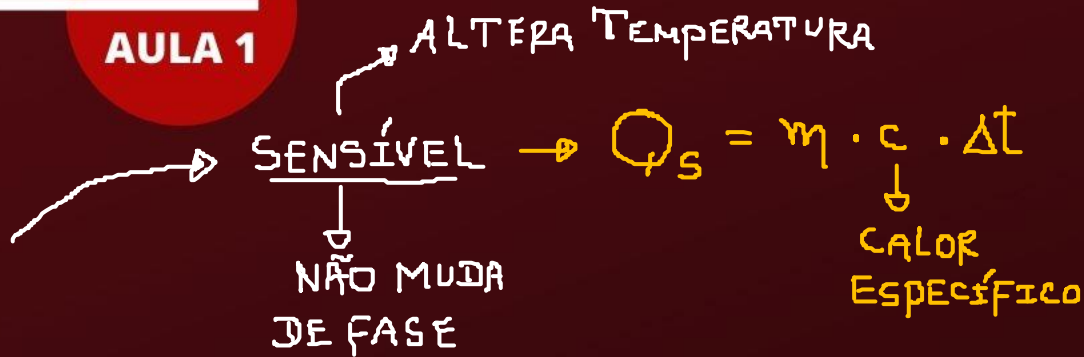 AULA 1
ALTERA TEMPERATURA
SENSÍVEL → Qs = m · c · Δt
NÃO MUDA
DE FASE
CALOR
ESPECÍFICO